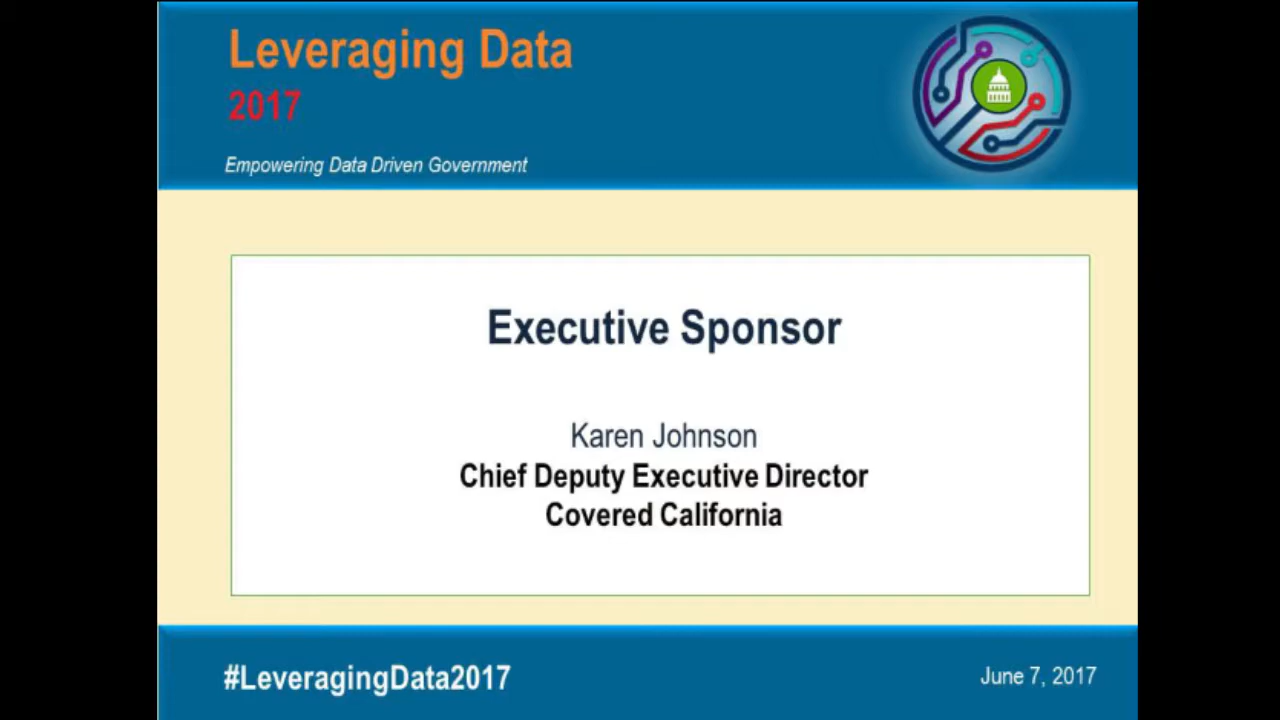 Leveraging Data
2017
Empowering Data Driven Government
Executive Sponsor
Karen Johnson
Chief Deputy Executive Director
Covered California
#LeveragingData2017
June 7, 2017